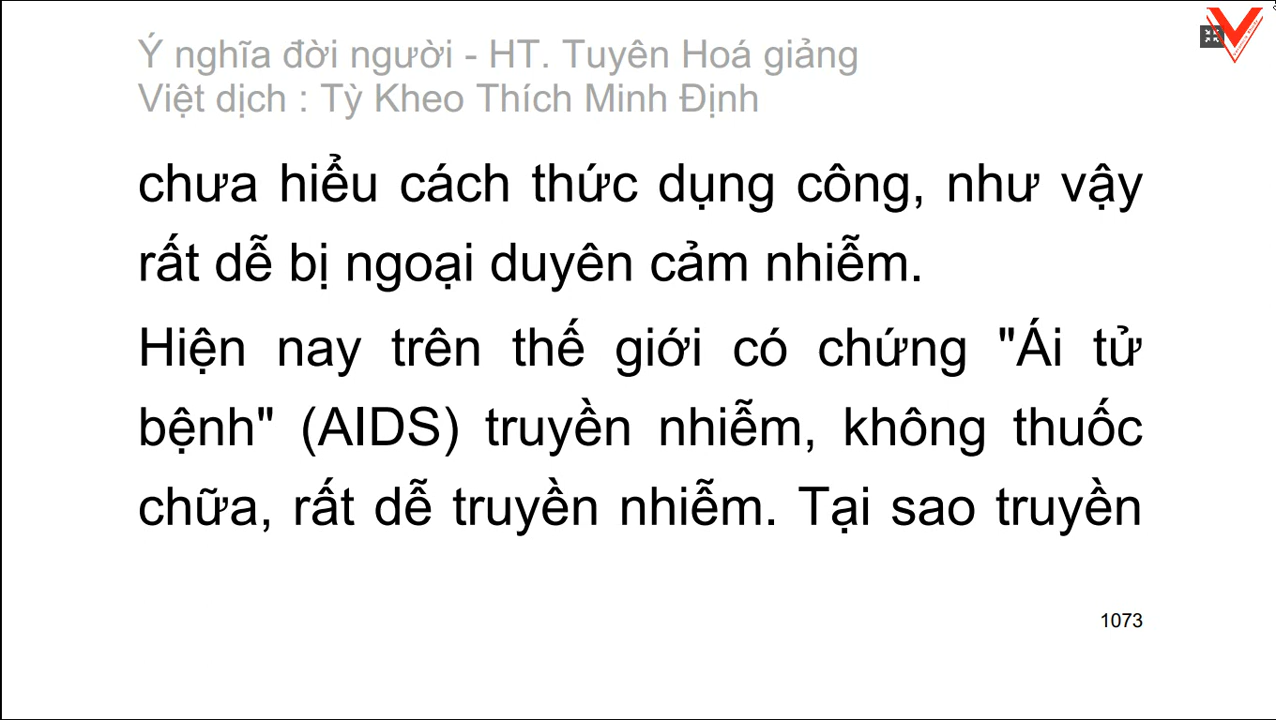 Ý nghĩa đời người - HT. Tuyên Hoá giảng
Việt dịch : Tỳ Kheo Thích Minh Định
chưa hiểu cách thức dụng công, như vậy
rất dễ bị ngoại duyên cảm nhiễm.
Hiện nay trên thế giới có chứng "Ái tử
bệnh" (AIDS) truyền nhiễm, không thuốc
chữa, rất dễ truyền nhiễm. Tại sao truyền
1073